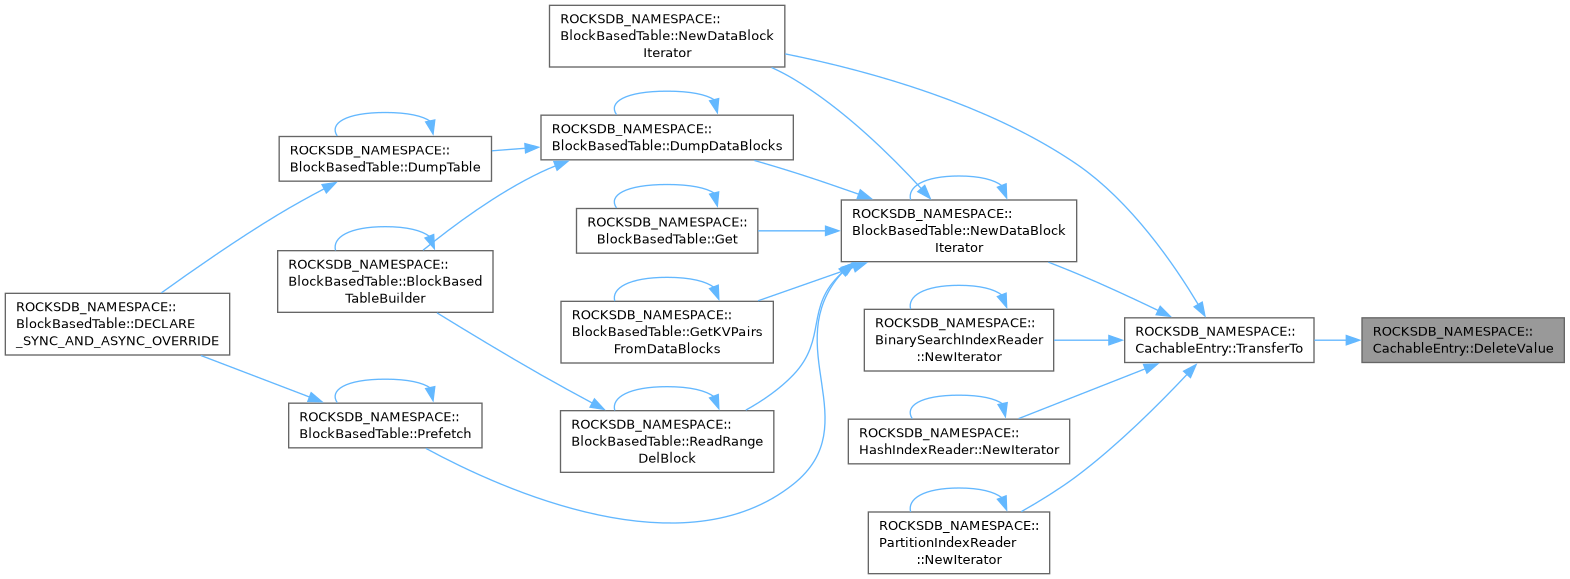 ROCKSDB_NAMESPACE::
BlockBasedTable::NewDataBlock
Iterator
ROCKSDB_NAMESPACE::
BlockBasedTable::DumpDataBlocks
ROCKSDB_NAMESPACE::
BlockBasedTable::DumpTable
ROCKSDB_NAMESPACE::
BlockBasedTable::Get
ROCKSDB_NAMESPACE::
BlockBasedTable::NewDataBlock
Iterator
ROCKSDB_NAMESPACE::
BlockBasedTable::BlockBased
TableBuilder
ROCKSDB_NAMESPACE::
BlockBasedTable::DECLARE
_SYNC_AND_ASYNC_OVERRIDE
ROCKSDB_NAMESPACE::
BlockBasedTable::GetKVPairs
FromDataBlocks
ROCKSDB_NAMESPACE::
BinarySearchIndexReader
::NewIterator
ROCKSDB_NAMESPACE::
CachableEntry::TransferTo
ROCKSDB_NAMESPACE::
CachableEntry::DeleteValue
ROCKSDB_NAMESPACE::
BlockBasedTable::Prefetch
ROCKSDB_NAMESPACE::
BlockBasedTable::ReadRange
DelBlock
ROCKSDB_NAMESPACE::
HashIndexReader::NewIterator
ROCKSDB_NAMESPACE::
PartitionIndexReader
::NewIterator